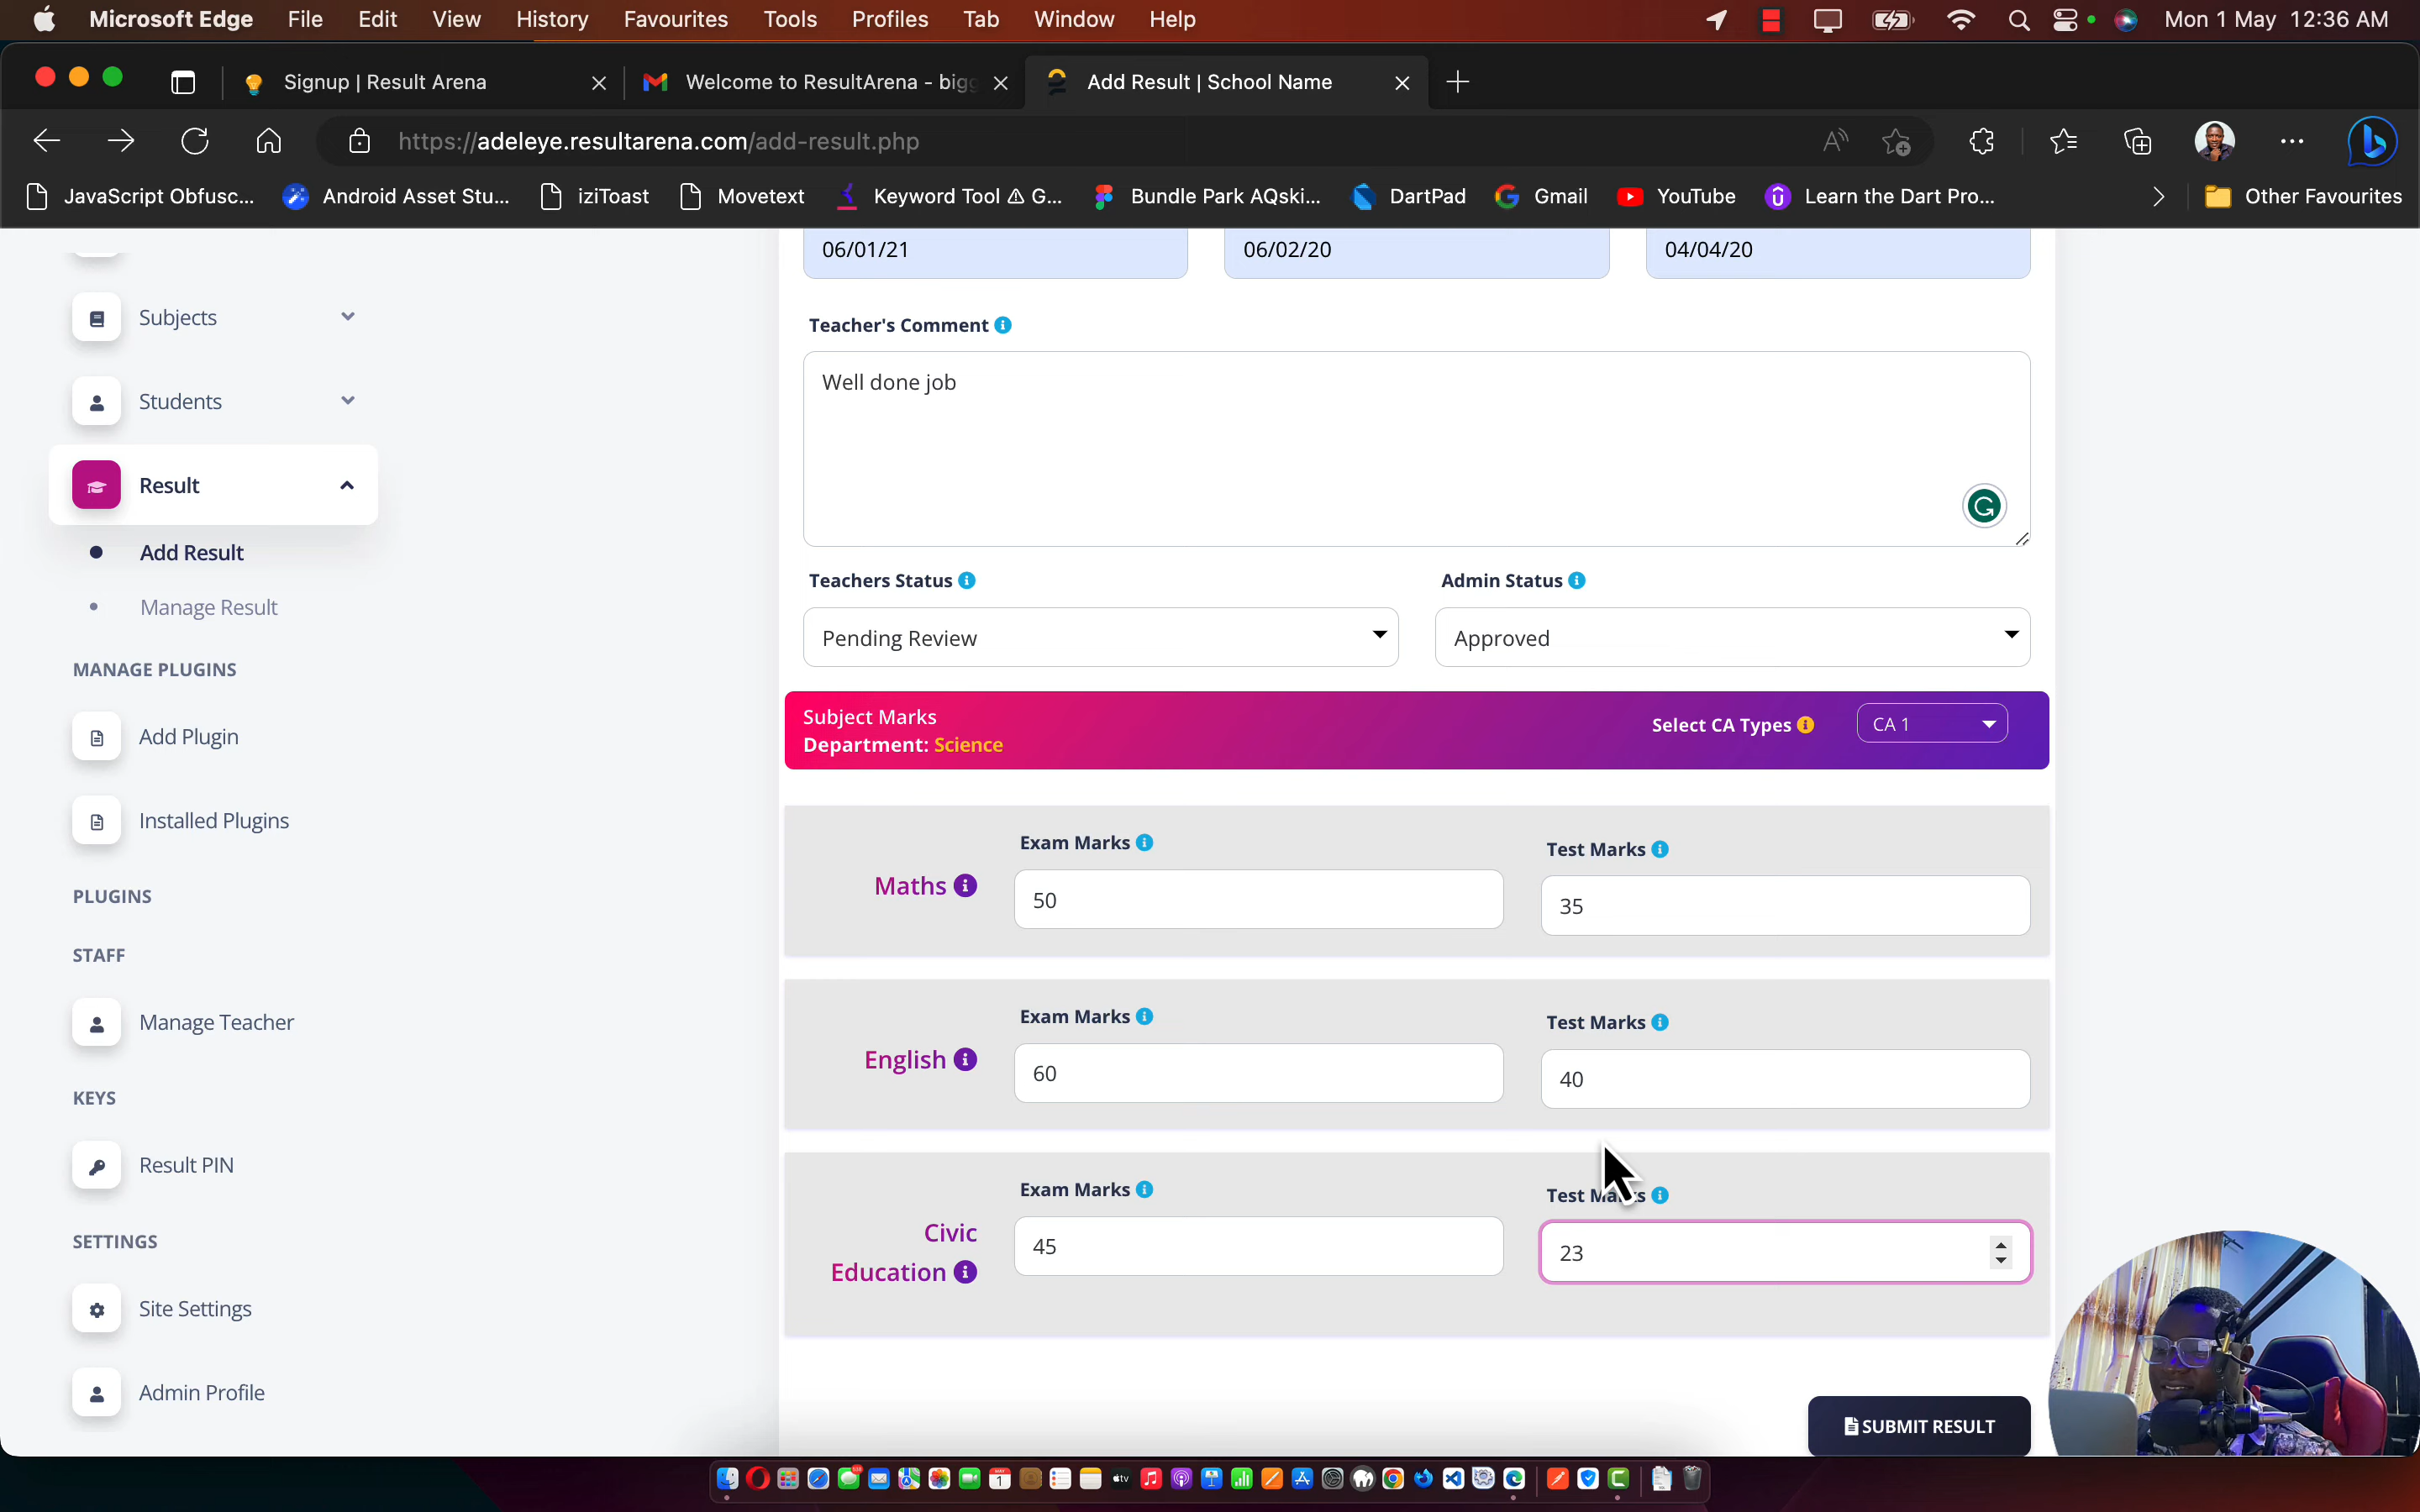 Microsoft Edge File Edit View History Favourites Tools Profiles Tab Window Help Mon 1 May 12:36 AM
Signup | Result Arena
Welcome to ResultArena - bigg
Add Result | School Name
https://adeleye.resultarena.com/add-result.php
JavaScript Obfusc...
Android Asset Stu...
iziToast
Movetext
Keyword Tool ⚠ G...
Bundle Park AQski...
DartPad
Gmail
YouTube
Learn the Dart Pro...
Other Favourites
Subjects
Students
Result
Add Result
Manage Result
MANAGE PLUGINS
Add Plugin
Installed Plugins
PLUGINS
STAFF
Manage Teacher
KEYS
Result PIN
SETTINGS
Site Settings
Admin Profile
06/01/21 06/02/20 04/04/20
Teacher's Comment
Well done job
Teachers Status Admin Status
Pending Review Approved
Subject Marks
Department: Science
Select CA Types CA 1
Exam Marks Test Marks
Maths 50 35
Exam Marks Test Marks
English 60 40
Exam Marks Test Marks
Civic
Education
45 23
SUBMIT RESULT